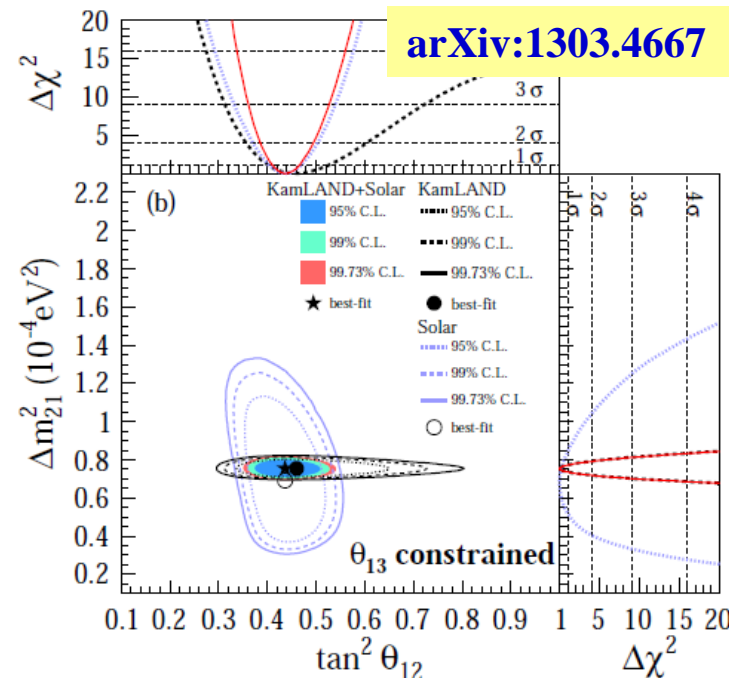 arXiv:1303.4667
20
15
10
5
Δχ²
3 σ
2 σ
1 σ
(b)
KamLAND+Solar
95% C.L.
99% C.L.
99.73% C.L.
best-fit
KamLAND
95% C.L.
99% C.L.
99.73% C.L.
best-fit
Solar
95% C.L.
99% C.L.
99.73% C.L.
best-fit
θ₁₃ constrained
Δm²₂₁ (10⁻⁴eV²)
2.2
2
1.8
1.6
1.4
1.2
1
0.8
0.6
0.4
0.2
1σ 2σ 3σ 4σ
0.1 0.2 0.3 0.4 0.5 0.6 0.7 0.8 0.9 1 5 10 15 20
tan² θ₁₂ Δχ²